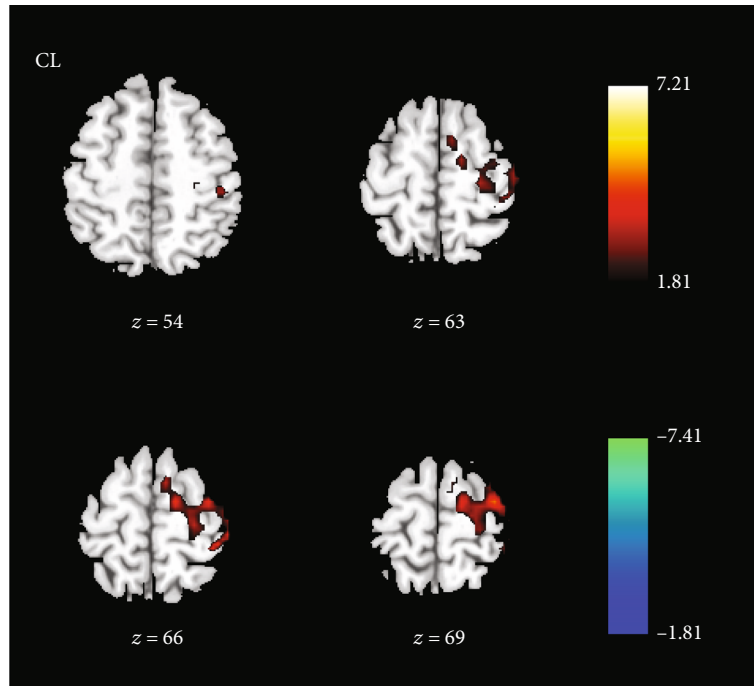 CL
7.21
1.81
z = 54
z = 63
−7.41
−1.81
z = 66
z = 69